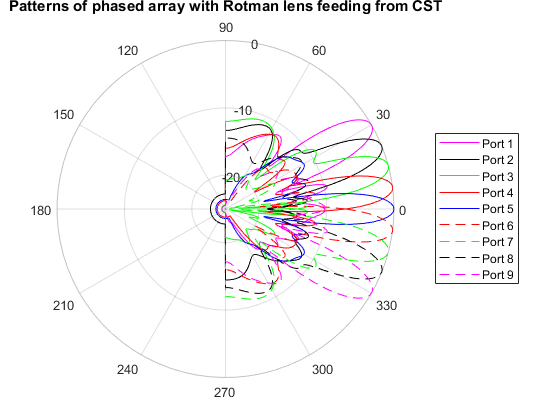 Patterns of phased array with Rotman lens feeding from CST
90
120
60
0
150
30
-10
-20
180
0
210
330
240
300
270
Port 1
Port 2
Port 3
Port 4
Port 5
Port 6
Port 7
Port 8
Port 9